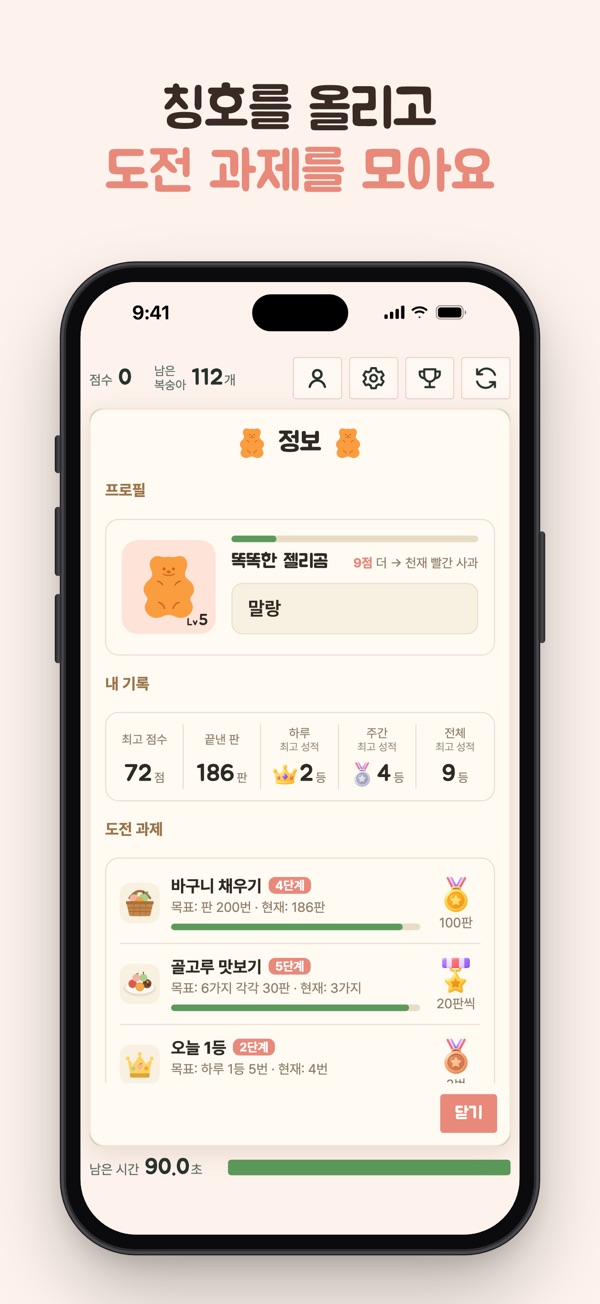 칭호를 올리고
도전 과제를 모아요
9:41
점수 0 남은 복숭아 112개
정보
프로필
똑똑한 젤리곰 9점 더 → 천재 빨간 사과
Lv5
말랑
내 기록
최고 점수 끝낸 판 하루 최고 성적 주간 최고 성적 전체 최고 성적
72점 186판 2등 4등 9등
도전 과제
바구니 채우기 4단계
목표: 판 200번 · 현재: 186판
100판
골고루 맛보기 5단계
목표: 6가지 각각 30판 · 현재: 3가지
20판씩
오늘 1등 2단계
목표: 하루 1등 5번 · 현재: 4번
닫기
남은 시간 90.0초